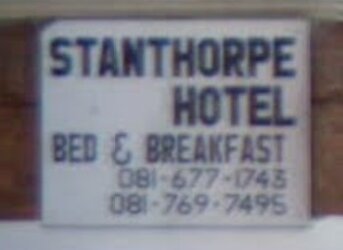 STANTHORPE
HOTEL
BED & BREAKFAST
081-677-1743
081-769-7495